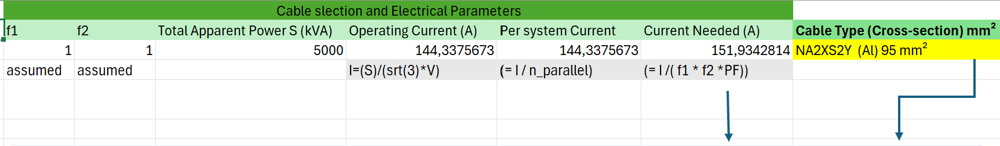 Cable slection and Electrical Parameters
f1 f2 Total Apparent Power S (kVA) Operating Current (A) Per system Current Current Needed (A) Cable Type (Cross-section) mm²
1 1 5000 144,3375673 144,3375673 151,9342814 NA2XS2Y (Al) 95 mm²
assumed assumed I=(S)/(srt(3)*V) (= I / n_parallel) (= I /( f1 * f2 *PF))